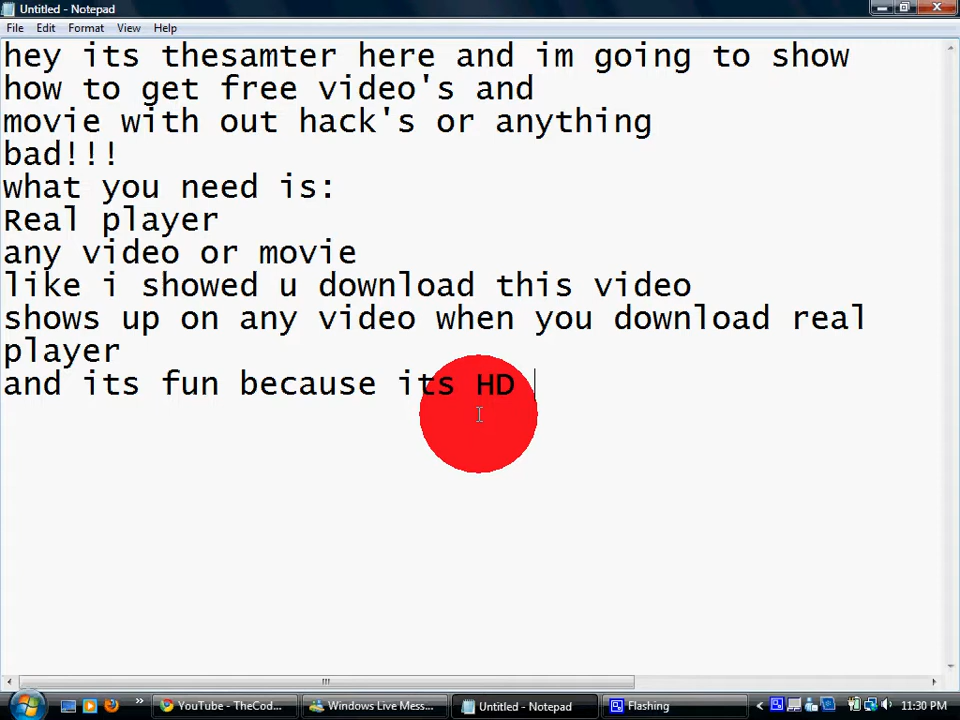 Untitled - Notepad
File Edit Format View Help
hey its thesamter here and im going to show
how to get free video's and
movie with out hack's or anything
bad!!!
what you need is:
Real player
any video or movie
like i showed u download this video
shows up on any video when you download real
player
and its fun because its HD
YouTube - TheCod... Windows Live Mess... Untitled - Notepad Flashing 11:30 PM